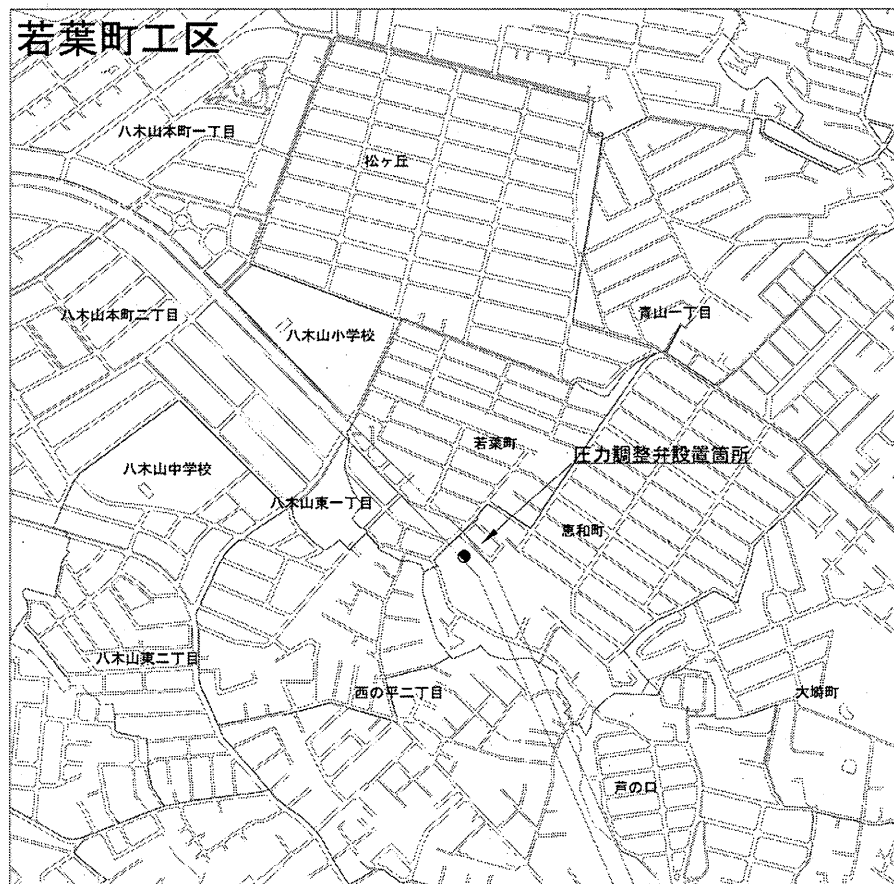 若葉町工区
八木山本町一丁目
松ヶ丘
八木山本町二丁目
青山一丁目
八木山小学校
若葉町
圧力調整弁設置箇所
八木山中学校
八木山東一丁目
恵和町
八木山東二丁目
西の平二丁目
大塒町
芦の口